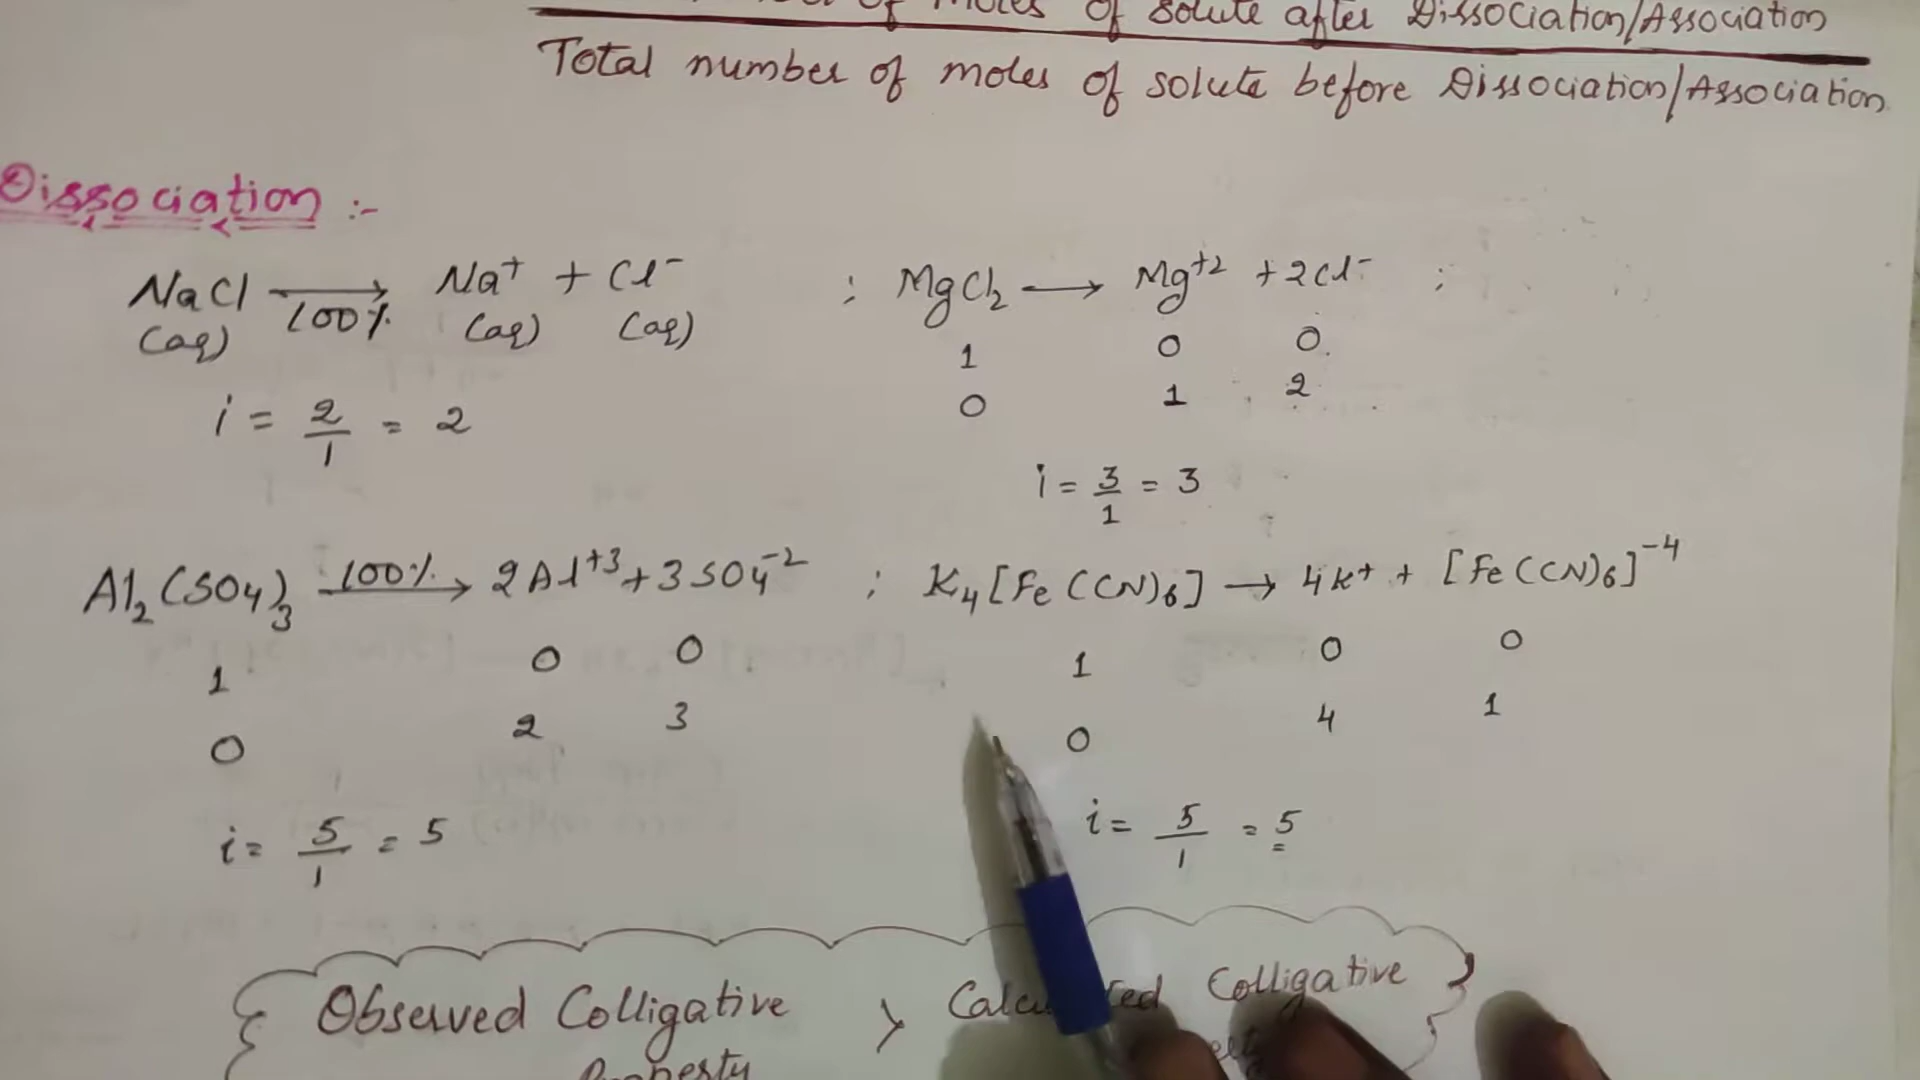 of moles of solute after Dissociation/Association
Total number of moles of solute before Dissociation/Association
Dissociation :-
NaCl ⟶ Na⁺ + Cl⁻ ; MgCl₂ ⟶ Mg⁺² + 2Cl⁻ ;
100%
(aq) (aq) (aq)
1 0 0
0 1 2
i = 2/1 = 2
i = 3/1 = 3
Al₂(SO₄)₃ 100%⟶ 2Al⁺³ + 3SO₄⁻² ; K₄[Fe(CN)₆] ⟶ 4K⁺ + [Fe(CN)₆]⁻⁴
1 0 0 1 0 0
0 2 3 0 4 1
i = 5/1 = 5 i = 5/1 = 5
Observed Colligative > Colligative
Property